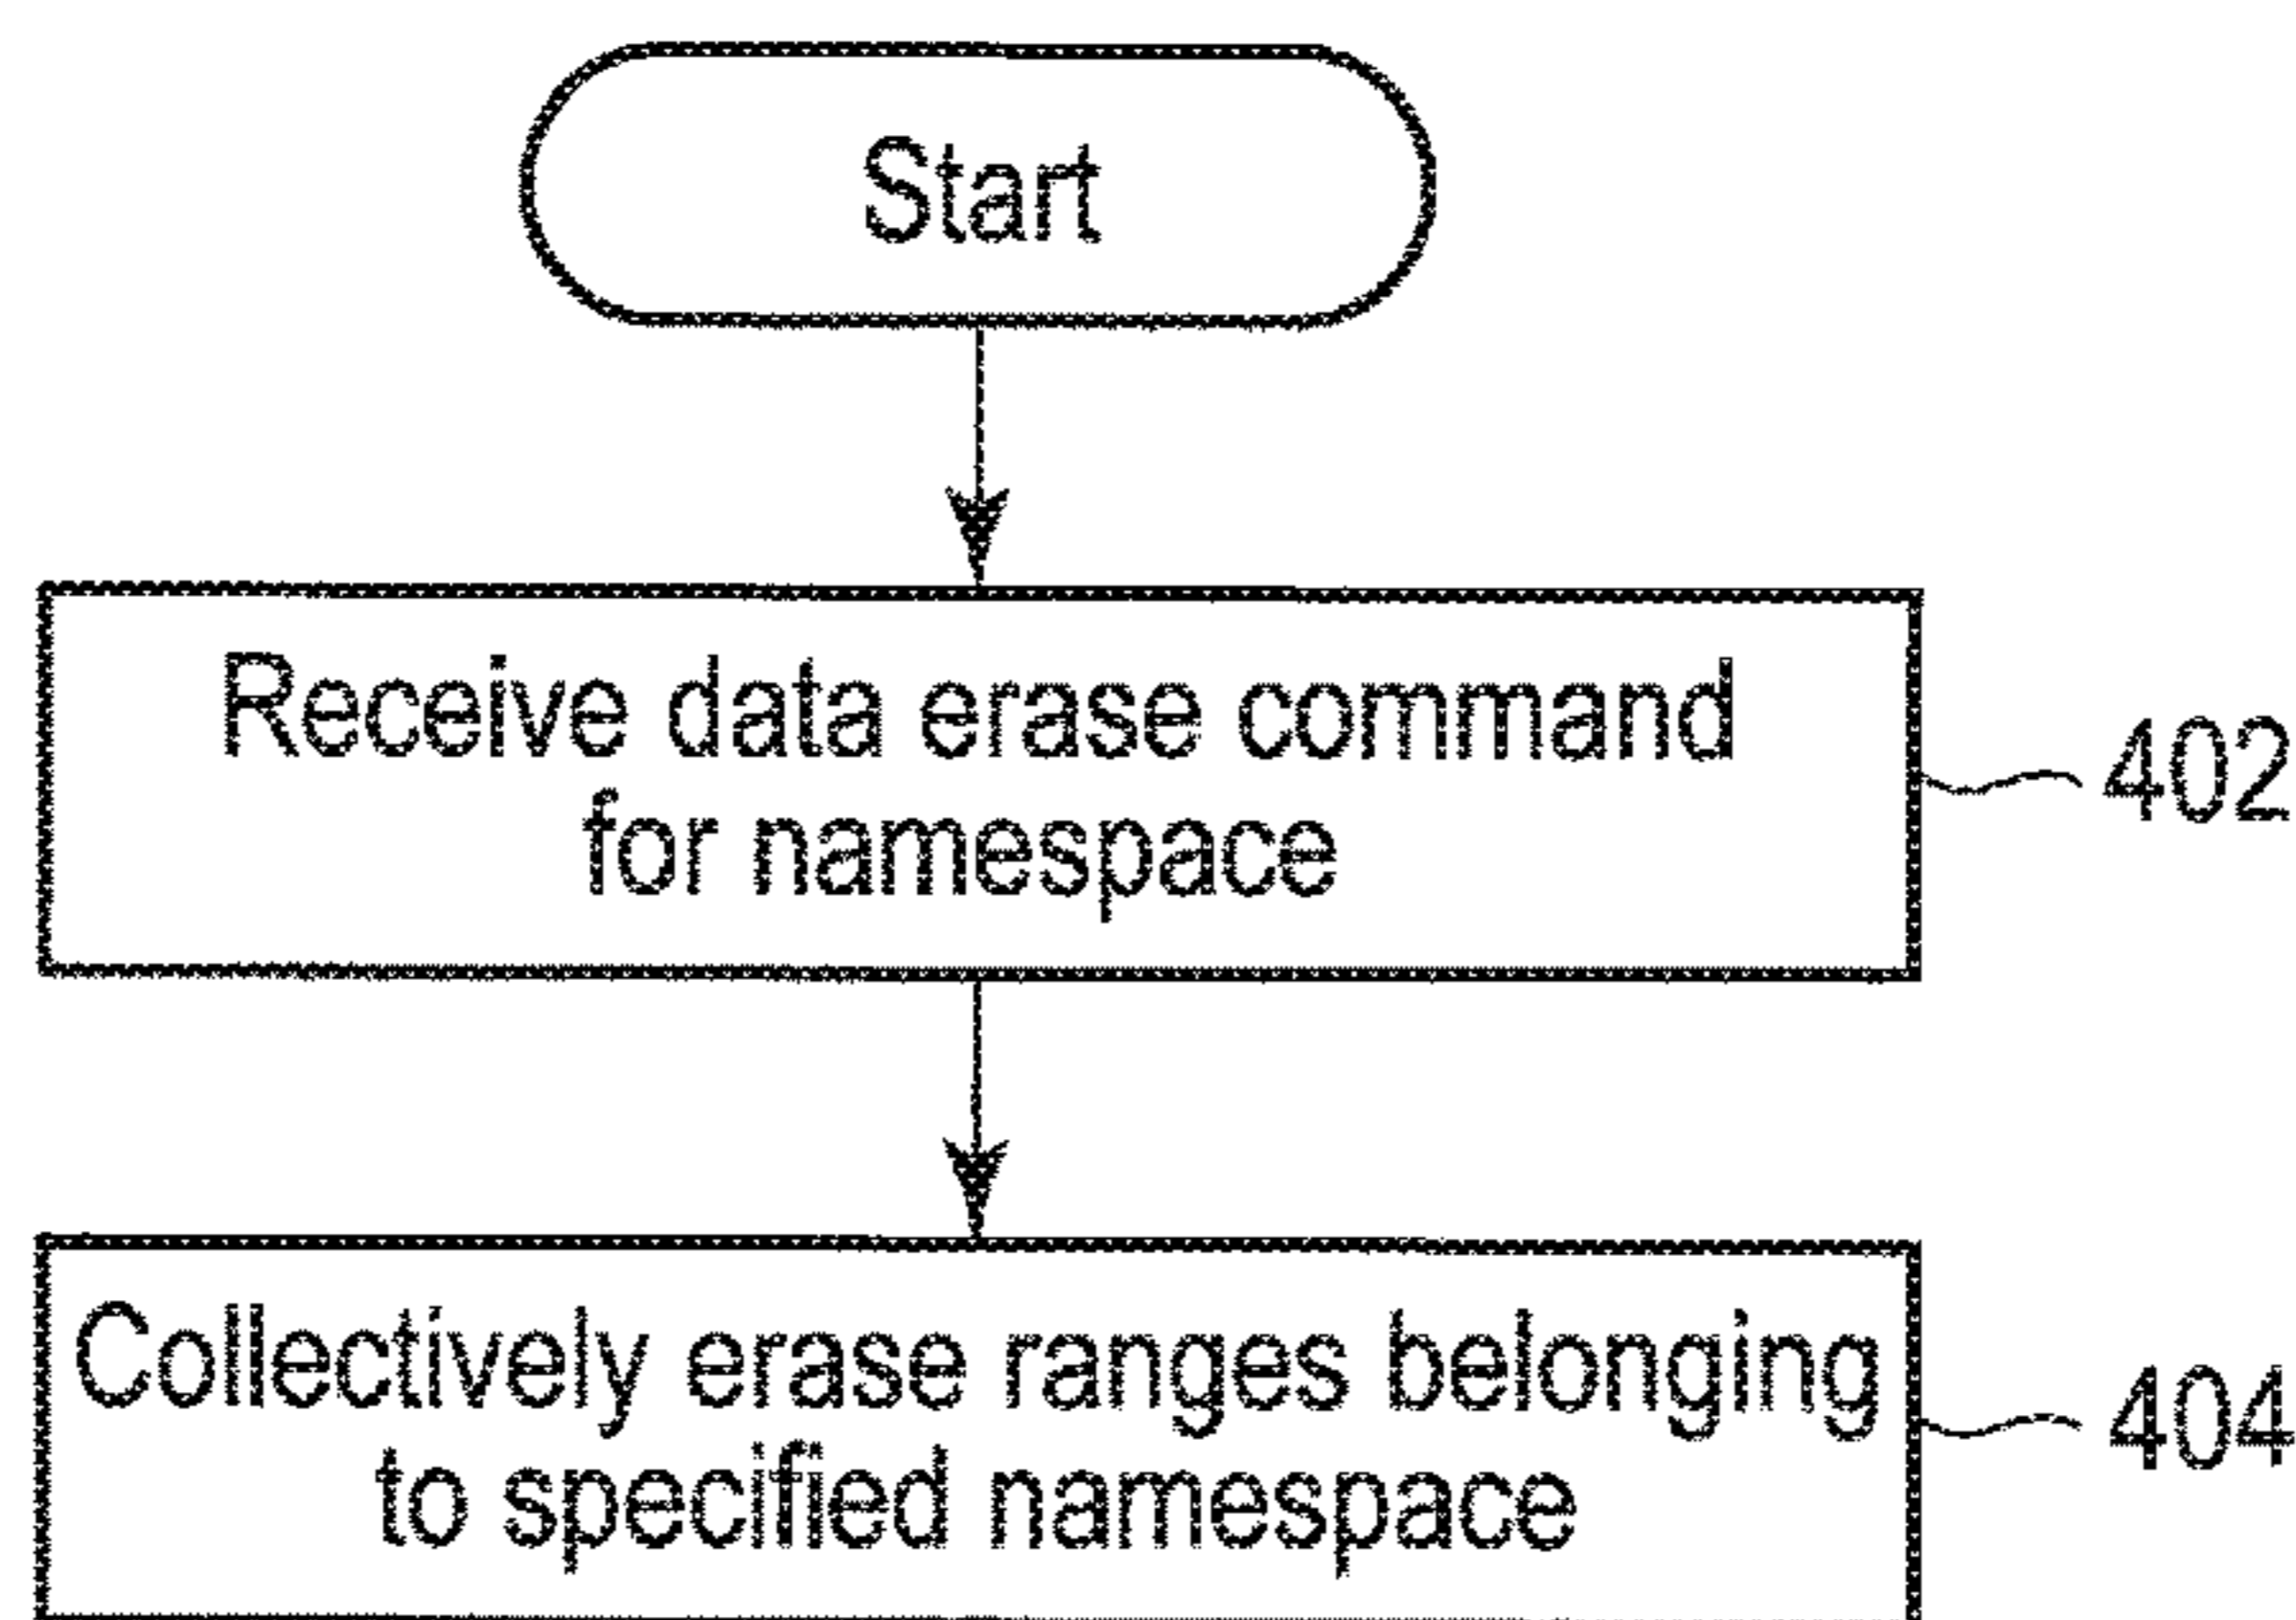 Start
Receive data erase command
for namespace
402
Collectively erase ranges belonging
to specified namespace
404